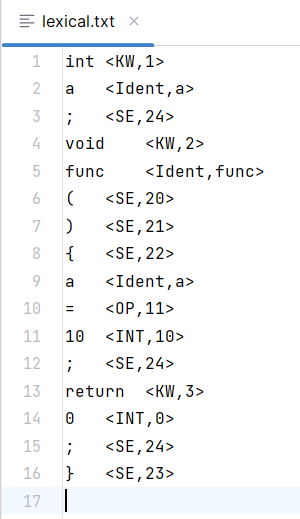 lexical.txt ×
1 int <KW,1>
2 a <Ident,a>
3 ; <SE,24>
4 void <KW,2>
5 func <Ident,func>
6 ( <SE,20>
7 ) <SE,21>
8 { <SE,22>
9 a <Ident,a>
10 = <OP,11>
11 10 <INT,10>
12 ; <SE,24>
13 return <KW,3>
14 0 <INT,0>
15 ; <SE,24>
16 } <SE,23>
17